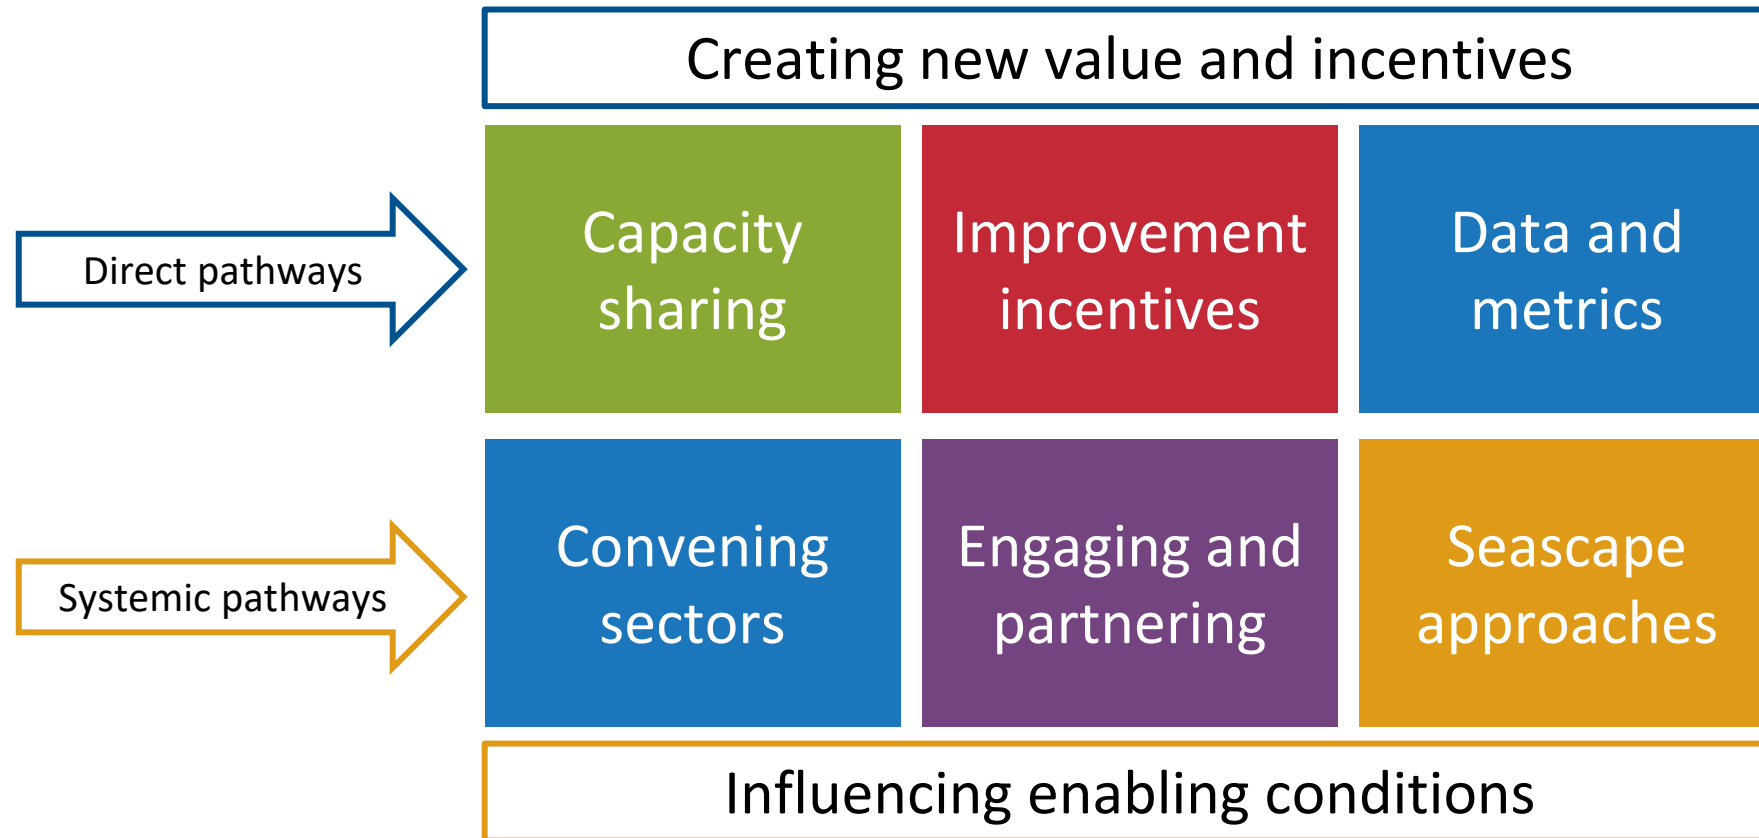 Creating new value and incentives
Direct pathways
Capacity
sharing
Improvement
incentives
Data and
metrics
Systemic pathways
Convening
sectors
Engaging and
partnering
Seascape
approaches
Influencing enabling conditions